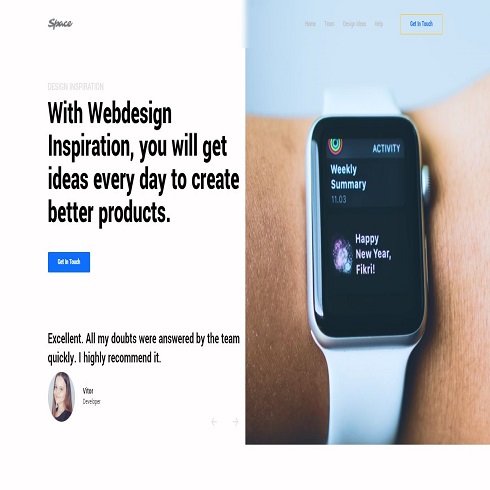 Space
Home Team Design Ideas Help Get In Touch
DESIGN INSPIRATION
With Webdesign
Inspiration, you will get
ideas every day to create
better products.
Get In Touch
Excellent. All my doubts were answered by the team
quickly. I highly recommend it.
Vitor
Developer
ACTIVITY
Weekly
Summary
11.03
Happy
New Year,
Fikri!